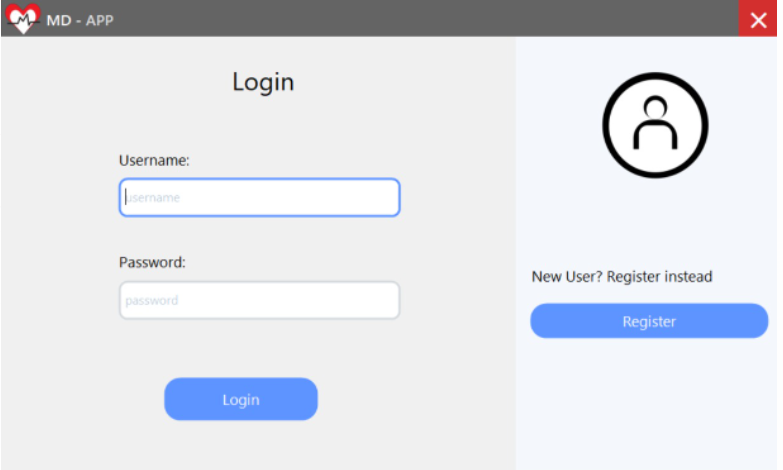 MD - APP
Login
Username:
username
Password:
password
Login
New User? Register instead
Register